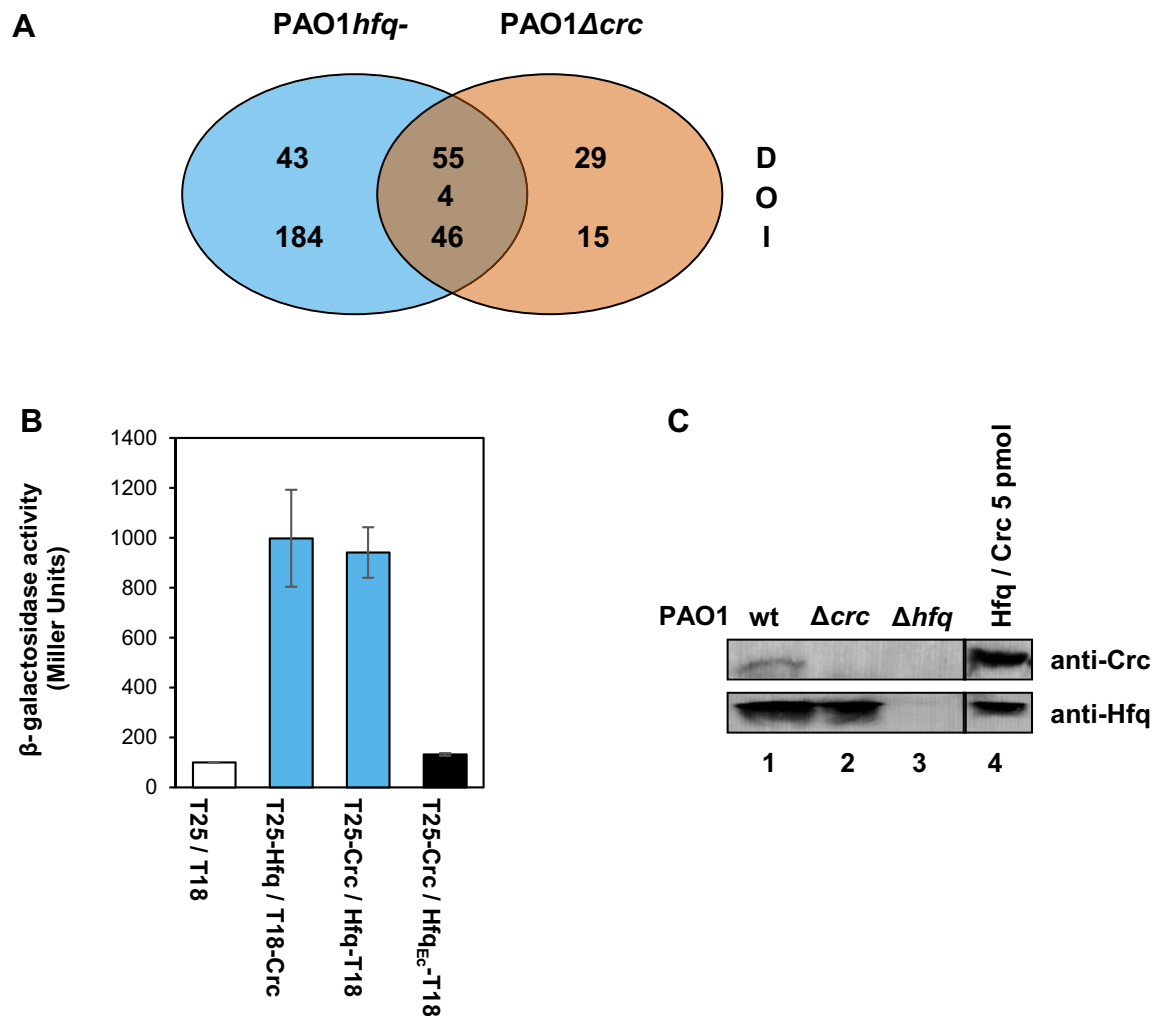 A
PAO1hfq- PAO1Δcrc
43 55 29 D
4 O
184 46 15 I
B
β-galactosidase activity
(Miller Units)
1400
1200
1000
800
600
400
200
0
T25 / T18
T25-Hfq / T18-Crc
T25-Crc / Hfq-T18
T25-Crc / HfqEc-T18
C
Hfq / Crc 5 pmol
PAO1 wt Δcrc Δhfq
anti-Crc
anti-Hfq
1 2 3 4